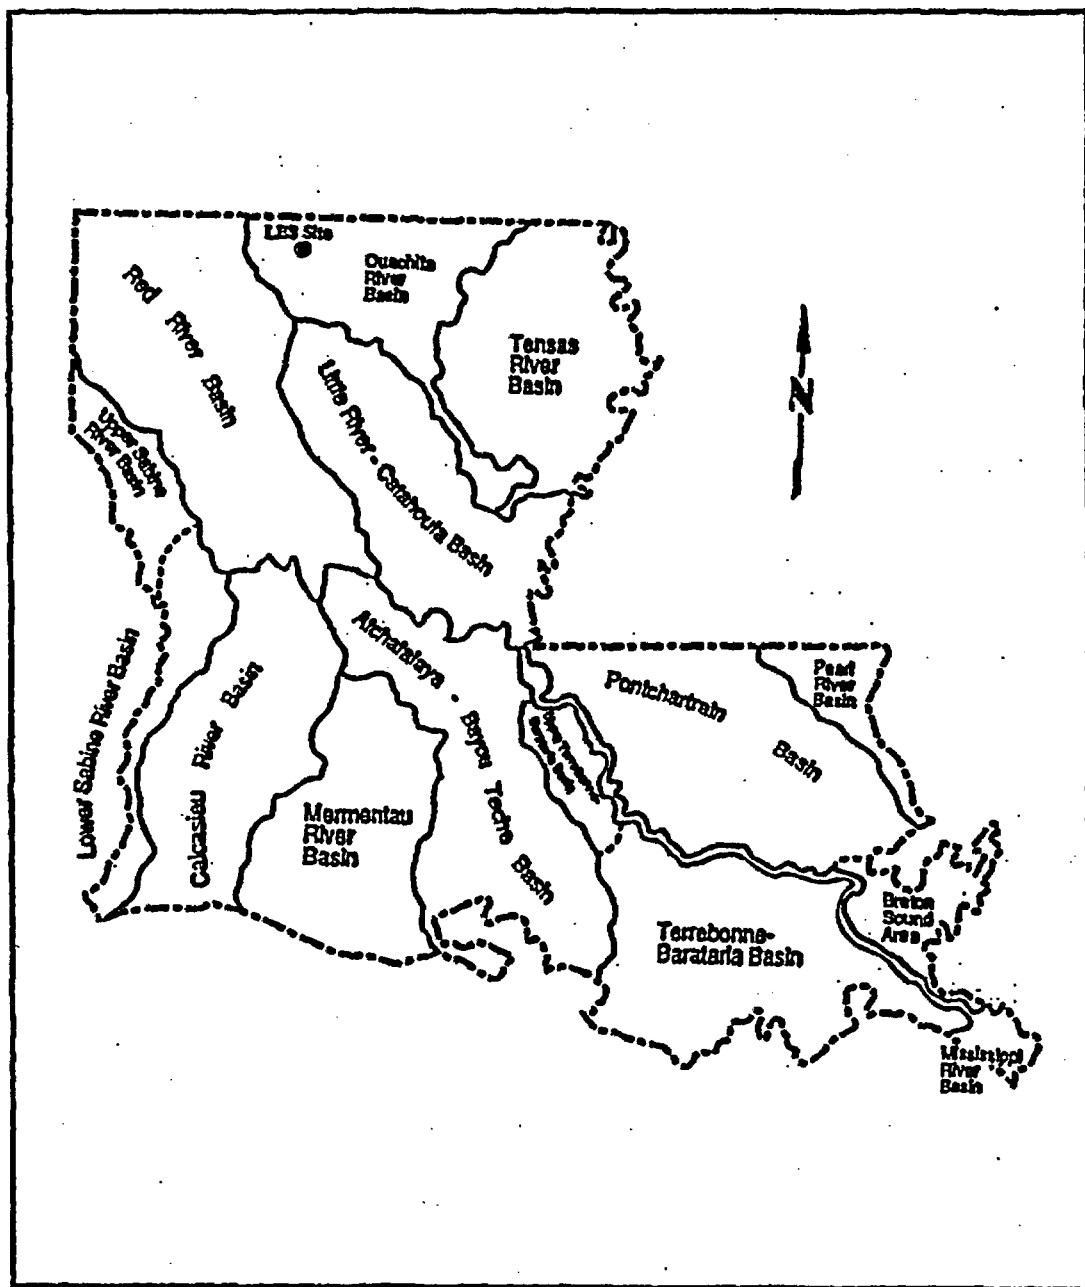 LES Site
Ouachita
River
Basin
Red River Basin
Tensas
River
Basin
Little River - Catahoula Basin
Upper Sabine
River Basin
N
Atchafalaya - Bayou Teche Basin
Lower Sabine River Basin
Calcasieu River Basin
Pontchartrain Basin
Pearl
River
Basin
Mermentau
River
Basin
Breton
Sound
Area
Terrebonne-
Barataria Basin
Mississippi
River
Basin